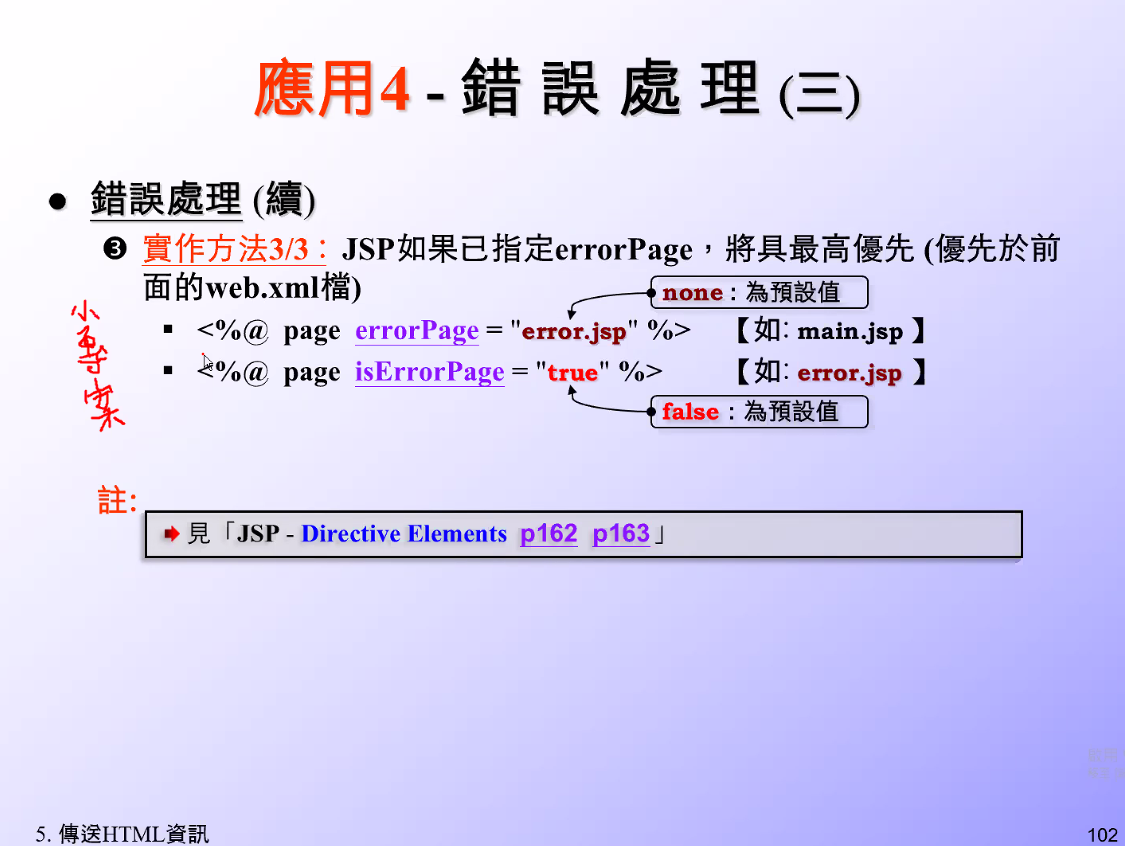 應用4 - 錯 誤 處 理 (三)
● 錯誤處理 (續)
❸ 實作方法3/3： JSP如果已指定errorPage，將具最高優先 (優先於前
面的web.xml檔)
none : 為預設值
▪ <%@ page errorPage = "error.jsp" %> 【如: main.jsp 】
▪ <%@ page isErrorPage = "true" %> 【如: error.jsp 】
false : 為預設值
小
專
案
註:
➡ 見「JSP - Directive Elements p162 p163」
5. 傳送HTML資訊
102